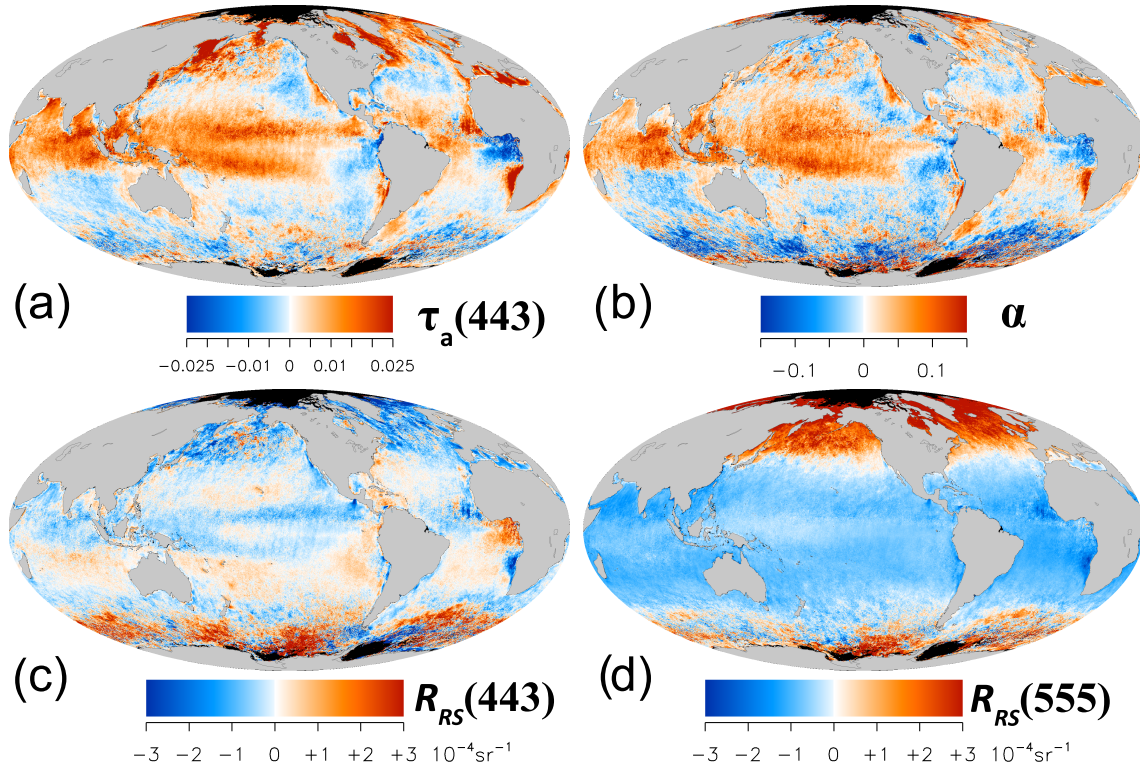 (a)
τa(443)
-0.025 -0.01 0 0.01 0.025
(b)
α
-0.1 0 0.1
(c)
RRS(443)
-3 -2 -1 0 +1 +2 +3 10⁻⁴sr⁻¹
(d)
RRS(555)
-3 -2 -1 0 +1 +2 +3 10⁻⁴sr⁻¹